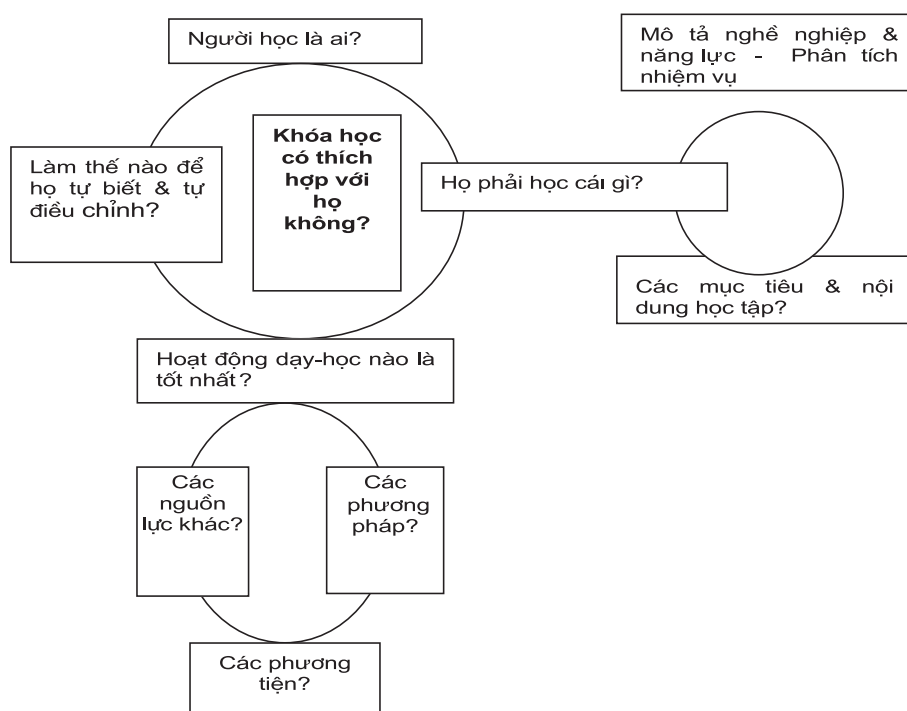 Người học là ai?
Mô tả nghề nghiệp &
năng lực - Phân tích
nhiệm vụ
Khóa học
có thích
hợp với
họ
không?
Làm thế nào để
họ tự biết & tự
điều chỉnh?
Họ phải học cái gì?
Các mục tiêu & nội
dung học tập?
Hoạt động dạy-học nào là
tốt nhất?
Các
nguồn
lực khác?
Các
phương
pháp?
Các phương
tiện?